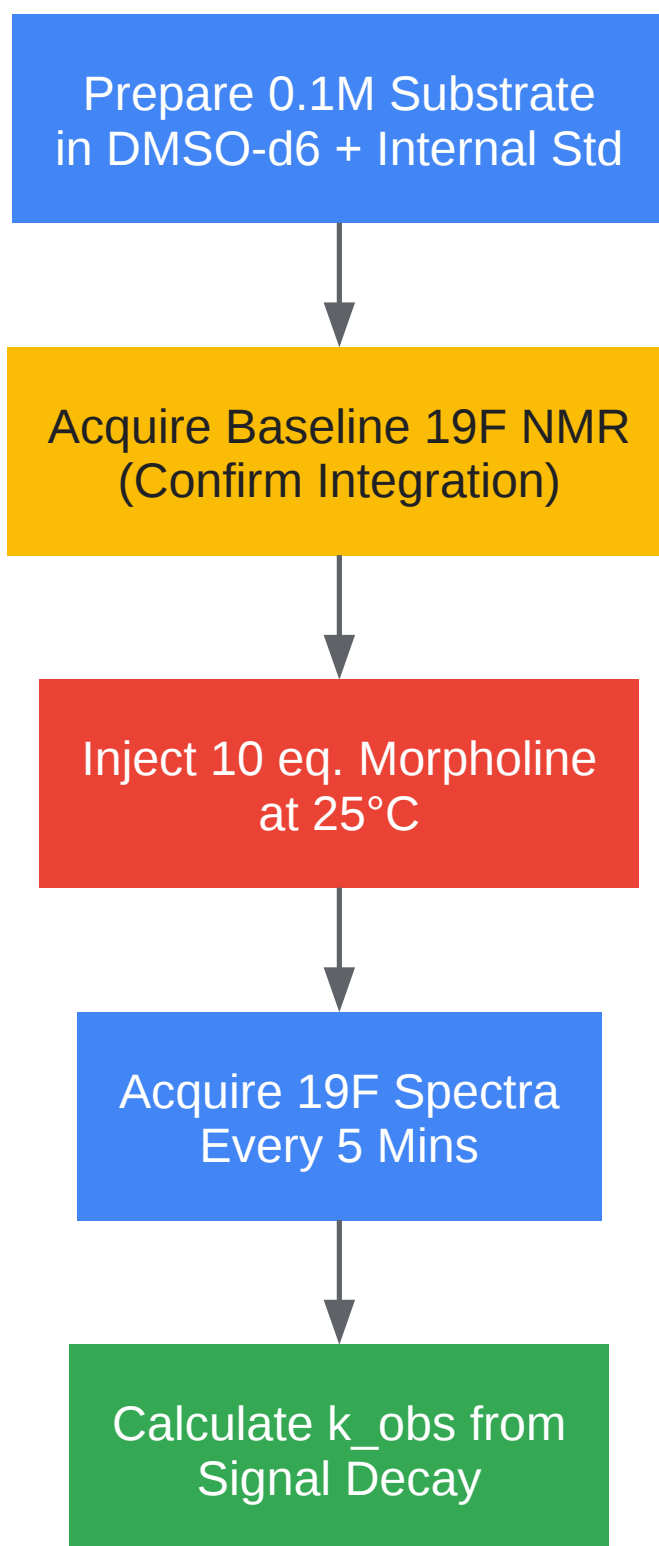 Prepare 0.1M Substrate
in DMSO-d6 + Internal Std
Acquire Baseline 19F NMR
(Confirm Integration)
Inject 10 eq. Morpholine
at 25°C
Acquire 19F Spectra
Every 5 Mins
Calculate k_obs from
Signal Decay